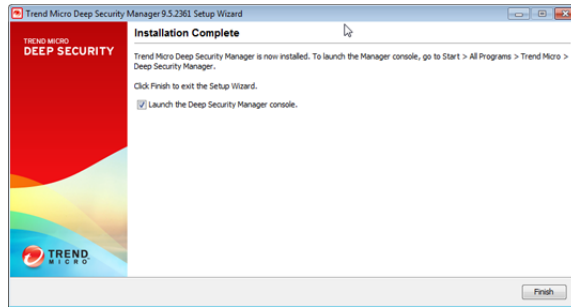 Trend Micro Deep Security Manager 9.5.2361 Setup Wizard
TREND MICRO
DEEP SECURITY
Installation Complete
Trend Micro Deep Security Manager is now installed. To launch the Manager console, go to Start > All Programs > Trend Micro >
Deep Security Manager.
Click Finish to exit the Setup Wizard.
Launch the Deep Security Manager console.
TREND
MICRO
Finish